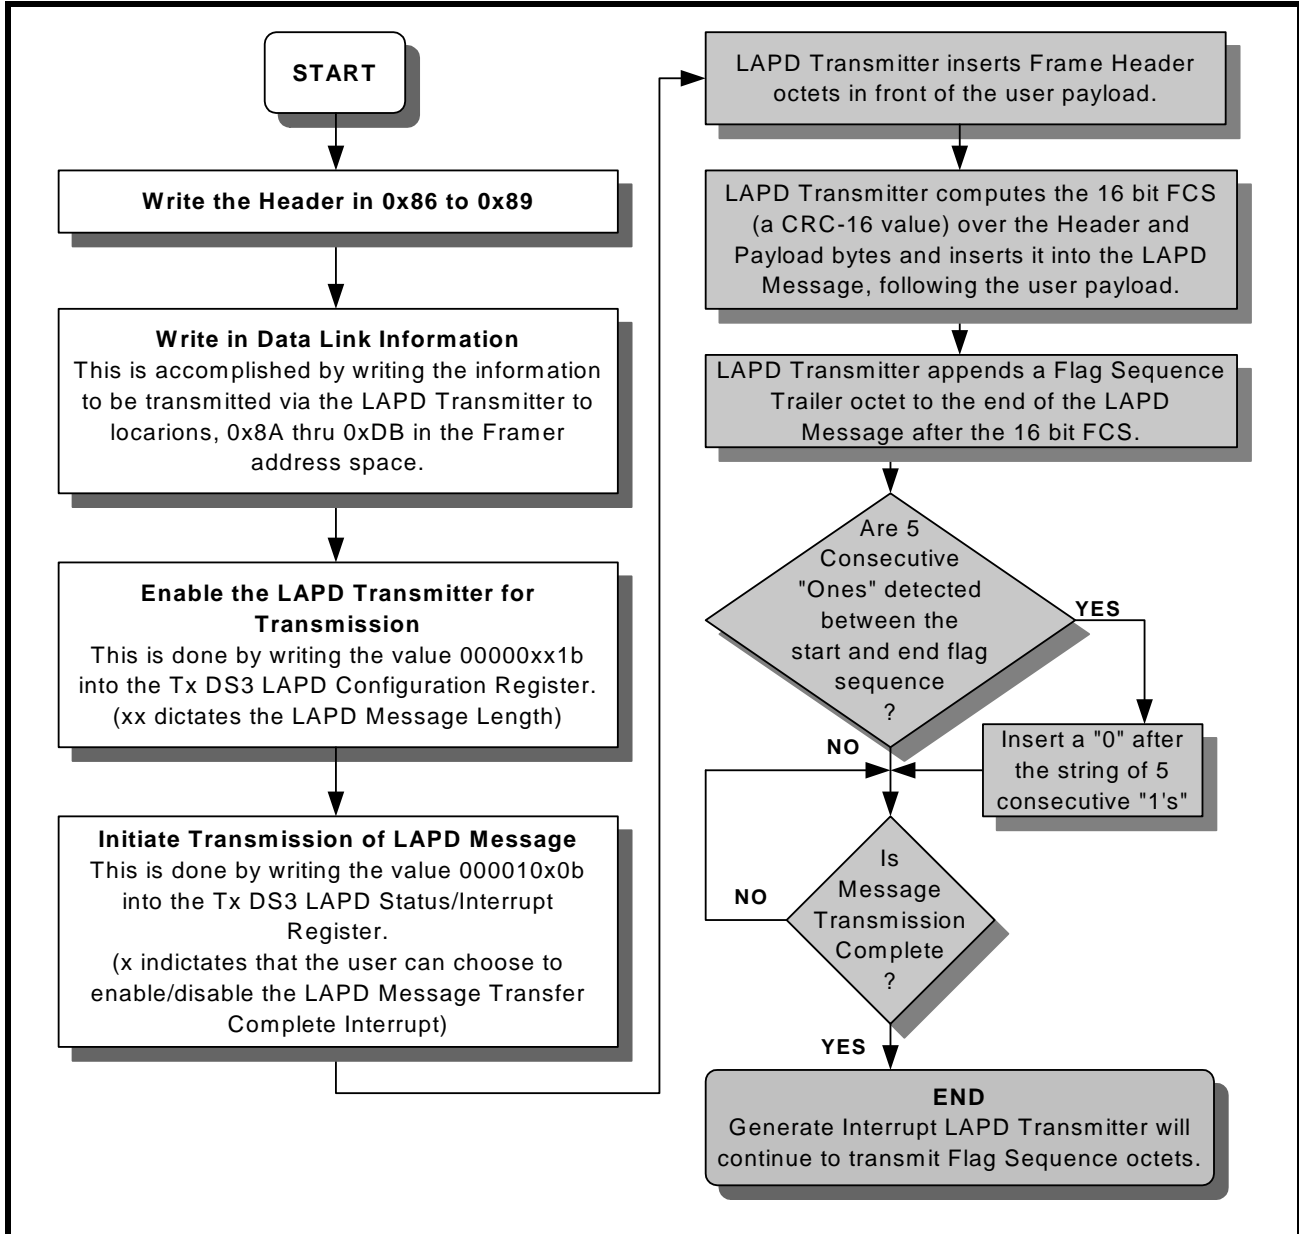 START
Write the Header in 0x86 to 0x89
Write in Data Link Information
This is accomplished by writing the information
to be transmitted via the LAPD Transmitter to
locarions, 0x8A thru 0xDB in the Framer
address space.
Enable the LAPD Transmitter for
Transmission
This is done by writing the value 00000xx1b
into the Tx DS3 LAPD Configuration Register.
(xx dictates the LAPD Message Length)
Initiate Transmission of LAPD Message
This is done by writing the value 000010x0b
into the Tx DS3 LAPD Status/Interrupt
Register.
(x indictates that the user can choose to
enable/disable the LAPD Message Transfer
Complete Interrupt)
LAPD Transmitter inserts Frame Header
octets in front of the user payload.
LAPD Transmitter computes the 16 bit FCS
(a CRC-16 value) over the Header and
Payload bytes and inserts it into the LAPD
Message, following the user payload.
LAPD Transmitter appends a Flag Sequence
Trailer octet to the end of the LAPD
Message after the 16 bit FCS.
Are 5
Consecutive
"Ones" detected
between the
start and end flag
sequence
?
YES
NO
Insert a "0" after
the string of 5
consecutive "1's"
Is
Message
Transmission
Complete
?
NO
YES
END
Generate Interrupt LAPD Transmitter will
continue to transmit Flag Sequence octets.